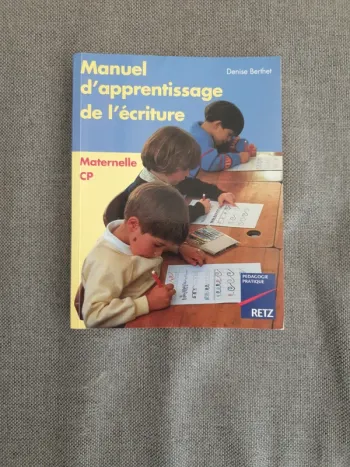 Manuel
d'apprentissage
de l'écriture
Denise Berthet
Maternelle
CP
PÉDAGOGIE
PRATIQUE
RETZ